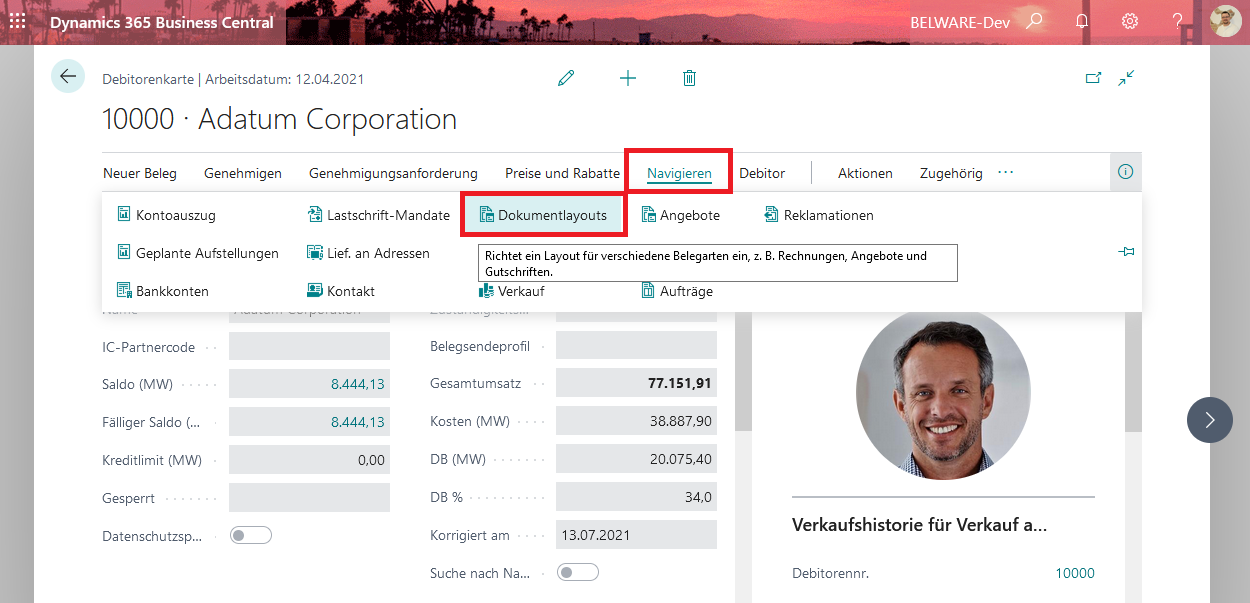 Dynamics 365 Business Central
BELWARE-Dev
?
Debitorenkarte | Arbeitsdatum: 12.04.2021
10000 · Adatum Corporation
Neuer Beleg Genehmigen Genehmigungsanforderung Preise und Rabatte Navigieren Debitor Aktionen Zugehörig ···
Kontoauszug Lastschrift-Mandate Dokumentlayouts Angebote Reklamationen
Geplante Aufstellungen Lief. an Adressen
Richtet ein Layout für verschiedene Belegarten ein, z. B. Rechnungen, Angebote und
Gutschriften.
Bankkonten Kontakt Verkauf Aufträge
Name Adatum Corporation Zuständigkeits...
IC-Partnercode Belegsendeprofil
Saldo (MW) 8.444,13 Gesamtumsatz 77.151,91
Fälliger Saldo (... 8.444,13 Kosten (MW) 38.887,90
Kreditlimit (MW) 0,00 DB (MW) 20.075,40
Gesperrt DB % 34,0
Datenschutzsp... Korrigiert am 13.07.2021
Suche nach Na...
Verkaufshistorie für Verkauf a...
Debitorennr. 10000